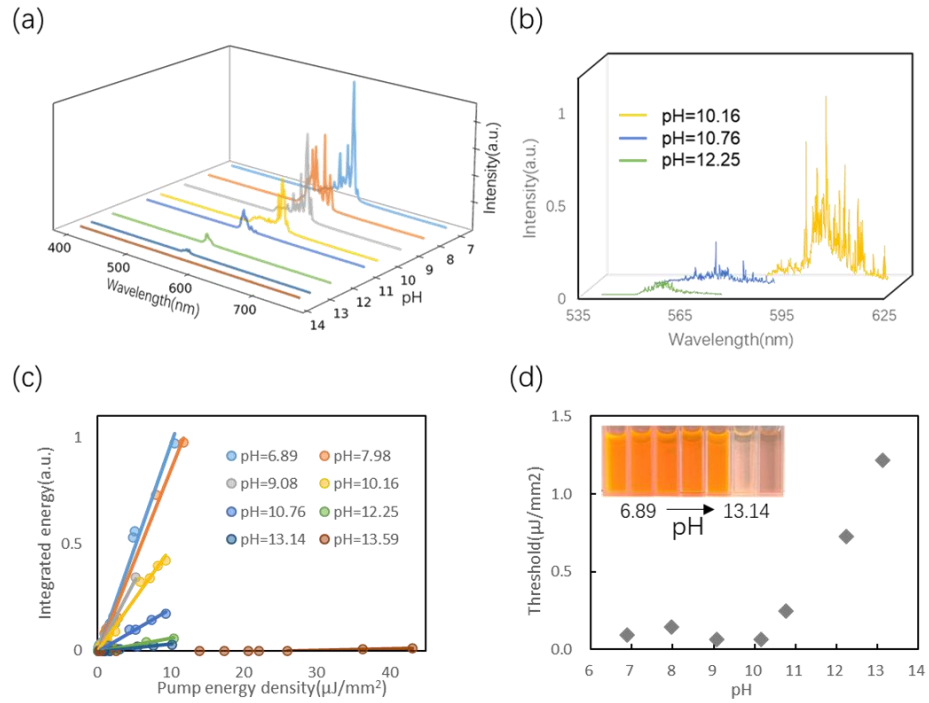 (a)
Intensity(a.u.)
400
500
600
700
Wavelength(nm)
7
8
9
10
11
12
13
14
pH
(b)
Intensity(a.u.)
1
0.5
0
pH=10.16
pH=10.76
pH=12.25
535
565
595
625
Wavelength(nm)
(c)
Integrated energy(a.u.)
1
0.5
0
pH=6.89
pH=7.98
pH=9.08
pH=10.16
pH=10.76
pH=12.25
pH=13.14
pH=13.59
0
10
20
30
40
Pump energy density(μJ/mm²)
(d)
Threshold(μJ/mm2)
1.5
1.0
0.5
0.0
6.89
13.14
pH
6
7
8
9
10
11
12
13
14
pH